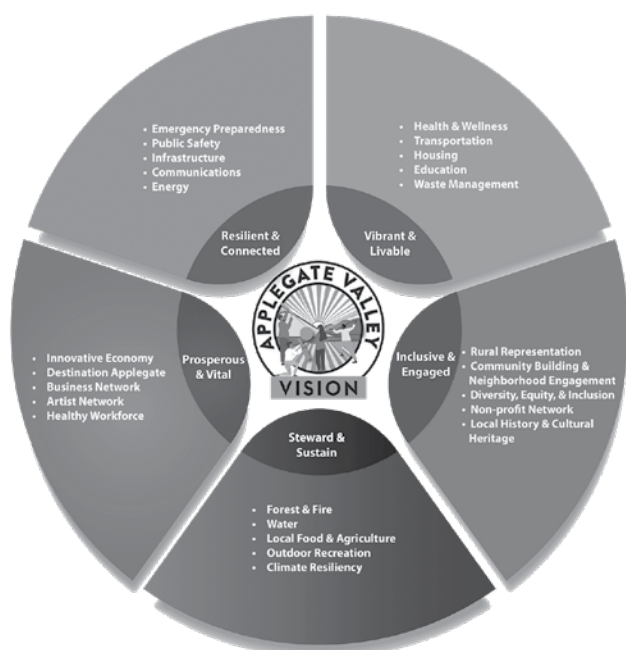 • Emergency Preparedness
• Public Safety
• Infrastructure
• Communications
• Energy
Resilient &
Connected
• Health & Wellness
• Transportation
• Housing
• Education
• Waste Management
Vibrant &
Livable
• Innovative Economy
• Destination Applegate
• Business Network
• Artist Network
• Healthy Workforce
Prosperous
& Vital
APPLEGATE VALLEY
VISION
Inclusive &
Engaged
• Rural Representation
• Community Building &
Neighborhood Engagement
• Diversity, Equity, & Inclusion
• Non-profit Network
• Local History & Cultural
Heritage
Steward &
Sustain
• Forest & Fire
• Water
• Local Food & Agriculture
• Outdoor Recreation
• Climate Resiliency